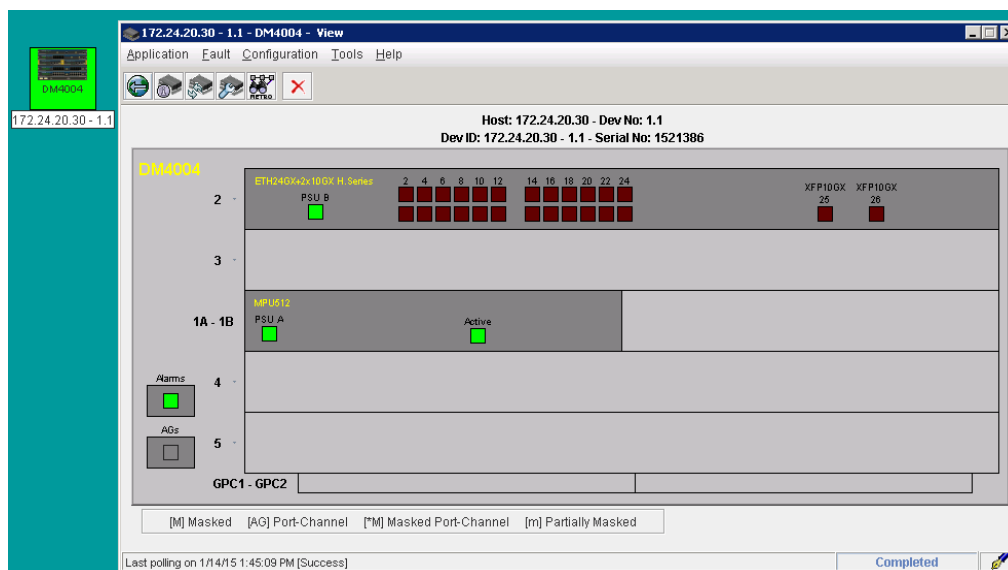 172.24.20.30 - 1.1 - DM4004 - View
Application Fault Configuration Tools Help
METRO
DM4004
172.24.20.30 - 1.1
Host: 172.24.20.30 - Dev No: 1.1
Dev ID: 172.24.20.30 - 1.1 - Serial No: 1521386
DM4004
ETH24GX+2x10GX H.Series
2 4 6 8 10 12 14 16 18 20 22 24
XFP10GX XFP10GX
2 - PSU B 25 26
3 -
MPU512
1A - 1B PSU A Active
Alarms
4 -
AGs
5 -
GPC1 - GPC2
[M] Masked [AG] Port-Channel [*M] Masked Port-Channel [m] Partially Masked
Last polling on 1/14/15 1:45:09 PM [Success] Completed